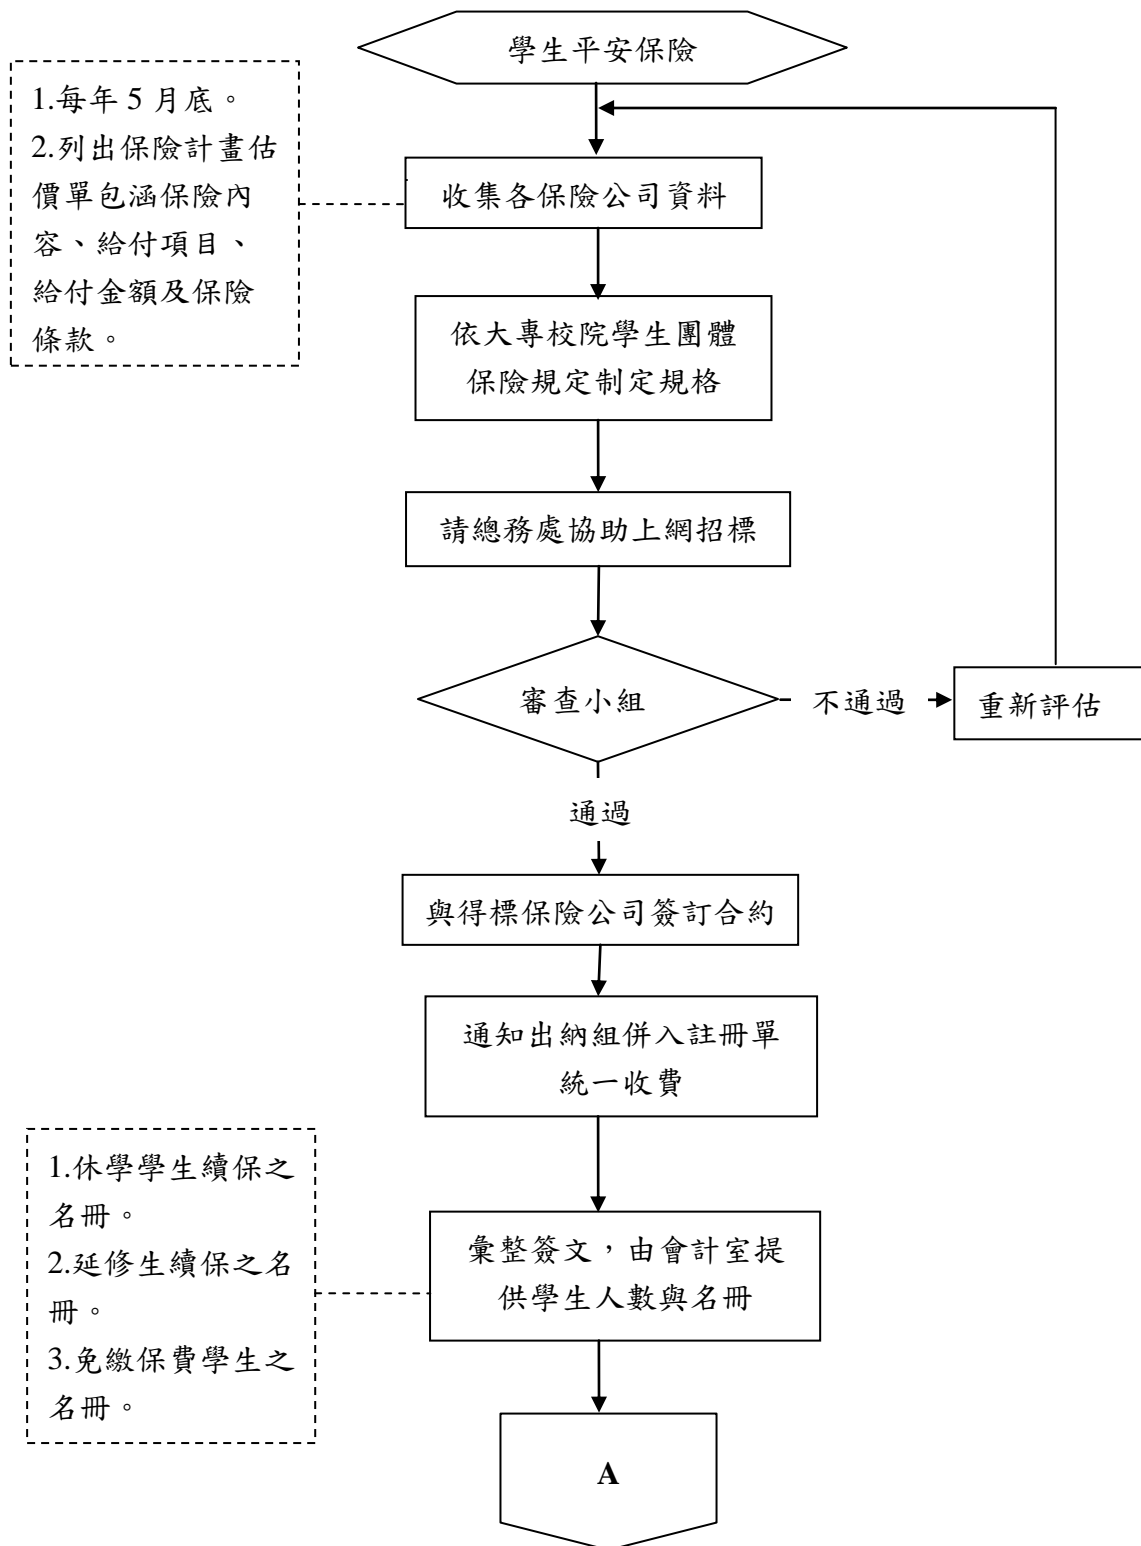 學生平安保險
1.每年 5 月底。
2.列出保險計畫估
價單包涵保險內
容、給付項目、
給付金額及保險
條款。
收集各保險公司資料
依大專校院學生團體
保險規定制定規格
請總務處協助上網招標
審查小組
不通過
重新評估
通過
與得標保險公司簽訂合約
通知出納組併入註冊單
統一收費
1.休學學生續保之
名冊。
2.延修生續保之名
冊。
3.免繳保費學生之
名冊。
彙整簽文，由會計室提
供學生人數與名冊
A